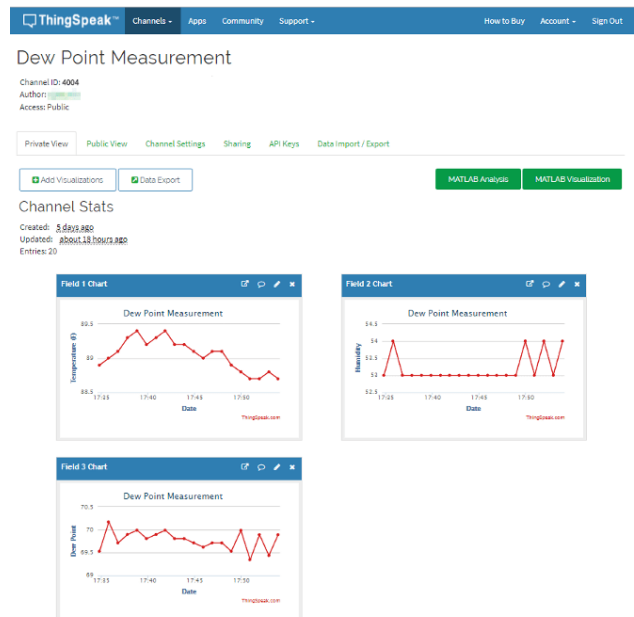 ThingSpeak™ Channels Apps Community Support How to Buy Account Sign Out
Dew Point Measurement
Channel ID: 4004
Author:
Access: Public
Private View Public View Channel Settings Sharing API Keys Data Import / Export
Add Visualizations Data Export MATLAB Analysis MATLAB Visualization
Channel Stats
Created: 5 days ago
Updated: about 18 hours ago
Entries: 20
Field 1 Chart
Dew Point Measurement
89.5
89
88.5
Temperature (F)
17:35 17:40 17:45 17:50
Date
ThingSpeak.com
Field 2 Chart
Dew Point Measurement
54.5
54
52.5
Humidity
17:35 17:40 17:45 17:50
Date
ThingSpeak.com
Field 3 Chart
Dew Point Measurement
70.5
70
69.5
69
Dew Point
17:35 17:40 17:45 17:50
Date
ThingSpeak.com